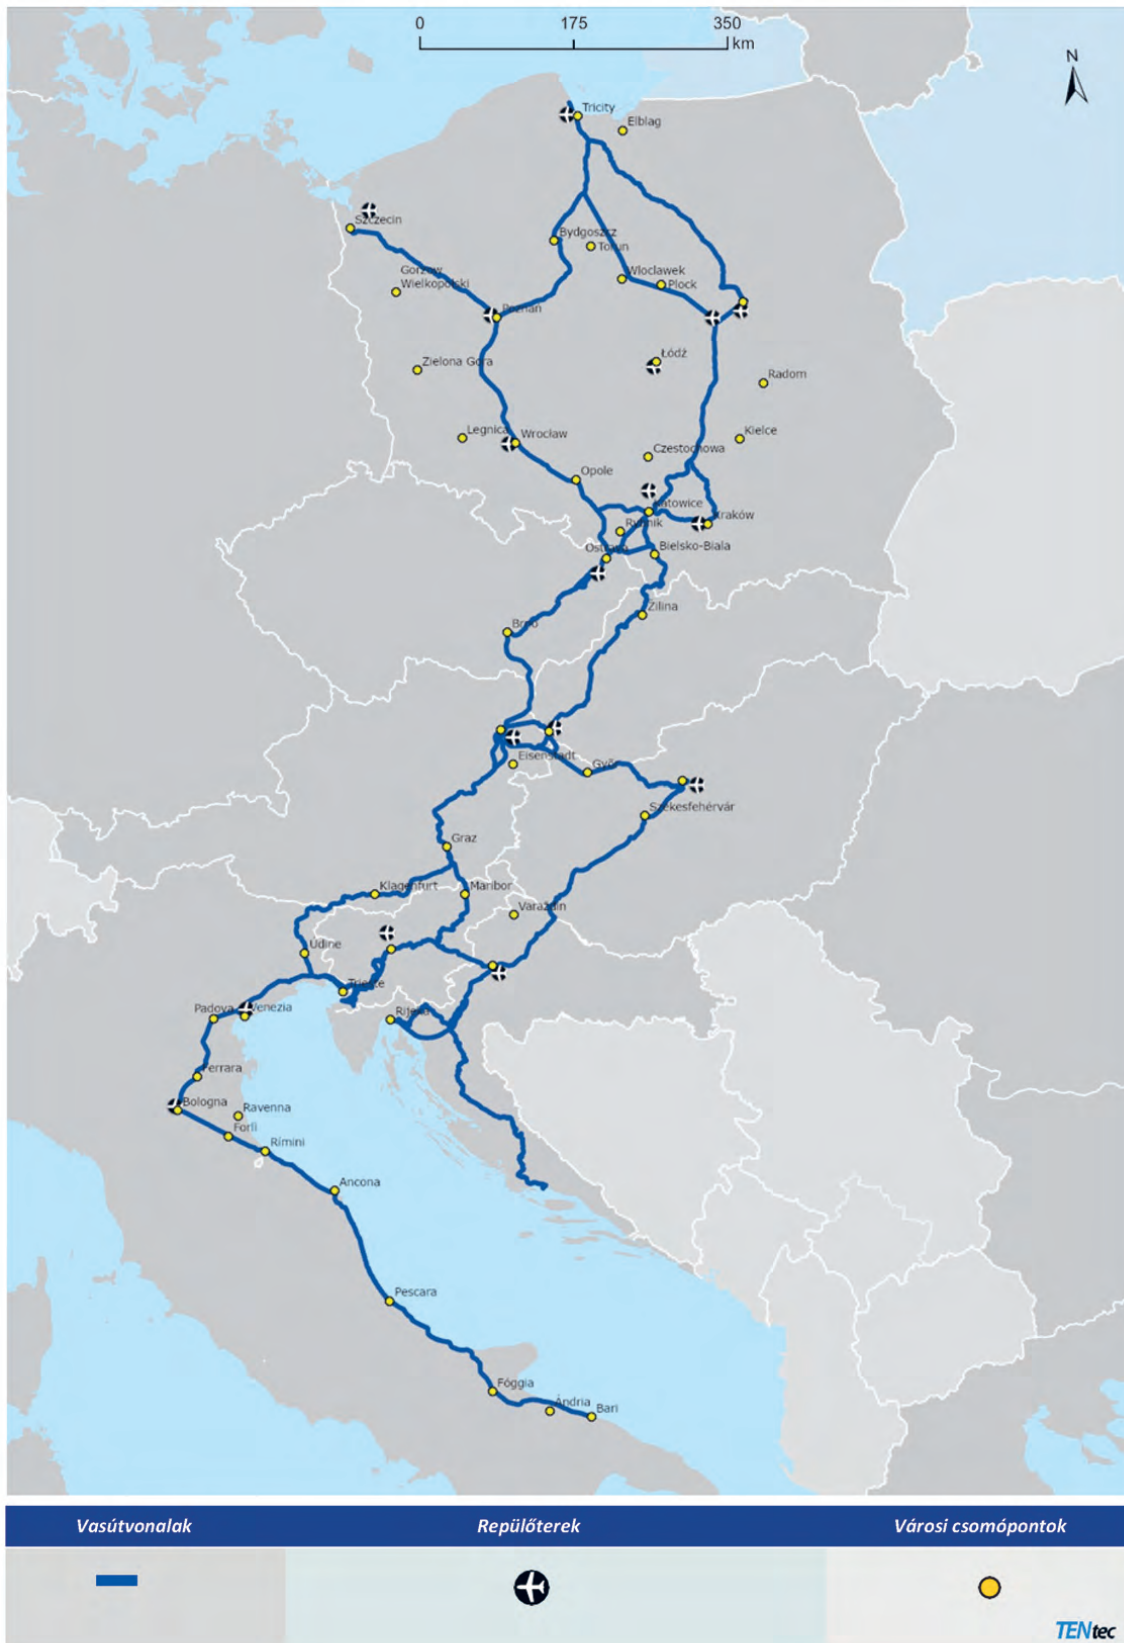 0 175 350
km
N
Tricity
Elblag
Szczecin
Bydgoszcz
Torun
Gorzow
Wielkopolski
Wloclawek
Plock
Poznan
Łódź
Zielona Gora
Radom
Legnica
Wrocław
Kielce
Czestochowa
Opole
Katowice
Kraków
Rybnik
Ostrava
Bielsko-Biala
Zilina
Brno
Eisenstadt
Győr
Székesfehérvár
Graz
Klagenfurt
Maribor
Varaždin
Udine
Trieste
Padova
Venezia
Rijeka
Ferrara
Bologna
Ravenna
Forlì
Rimini
Ancona
Pescara
Fóggia
Ándria
Bari
Vasútvonalak Repülőterek Városi csomópontok
TENtec